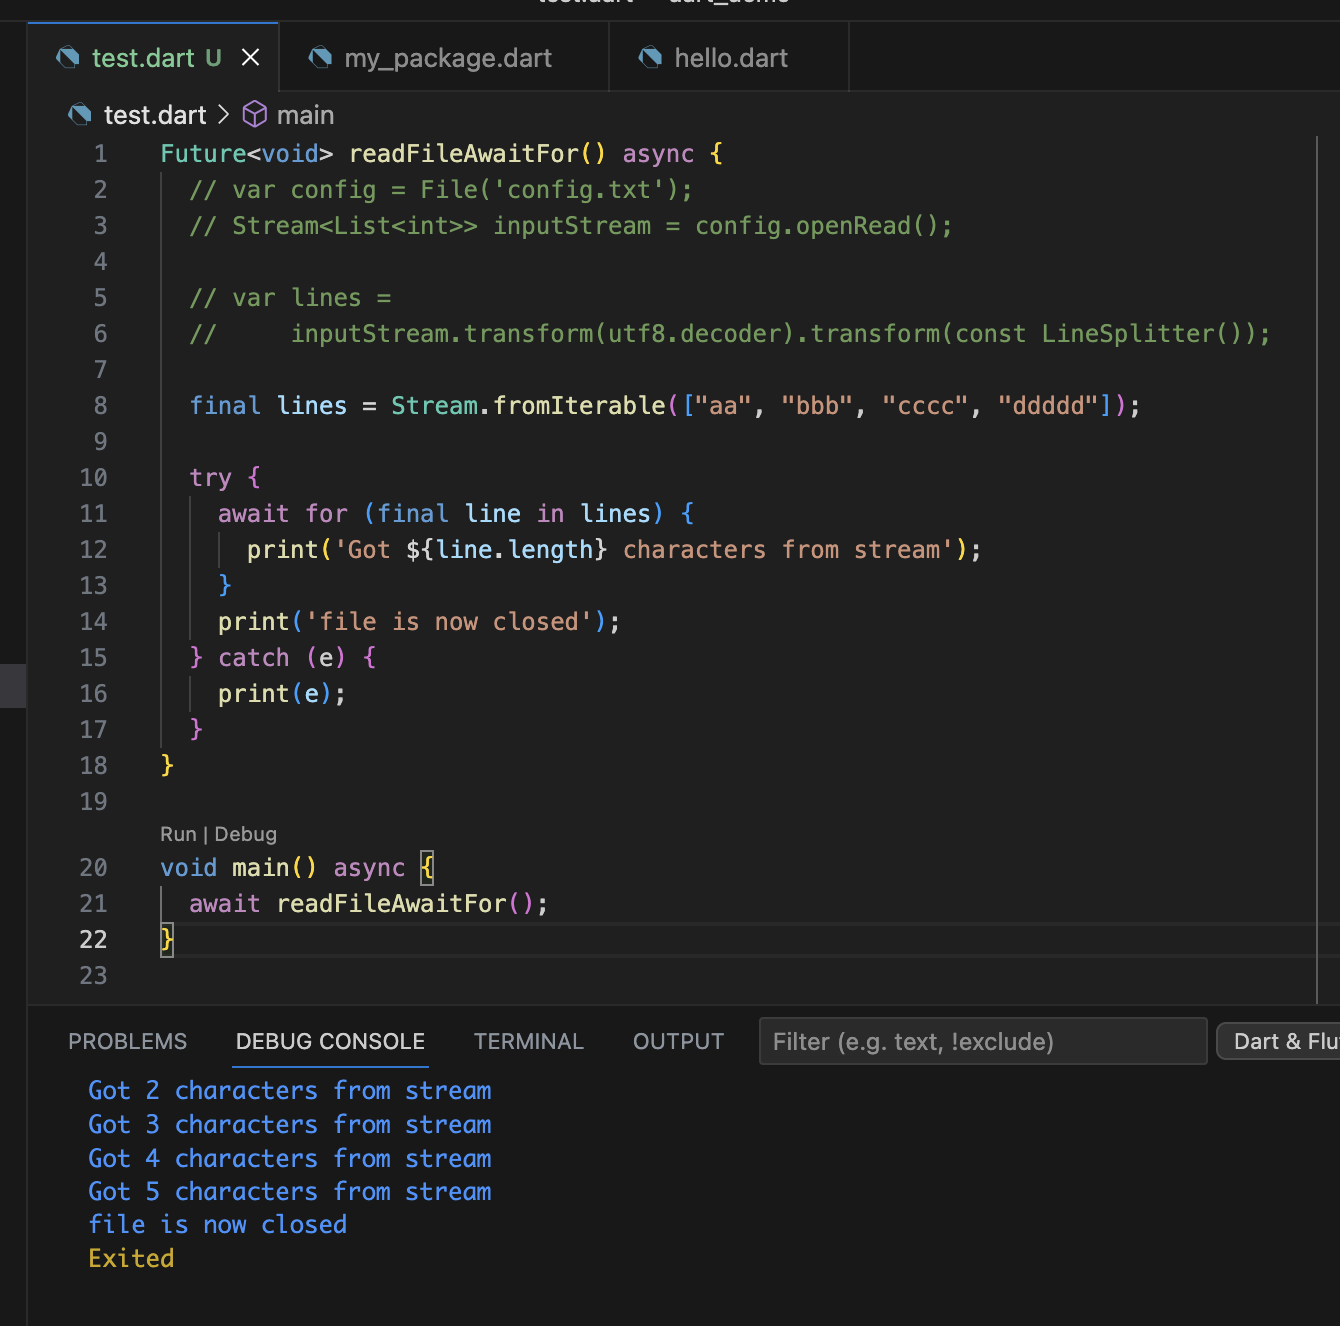 test.dart U
my_package.dart
hello.dart
test.dart > main
1 Future<void> readFileAwaitFor() async {
2   // var config = File('config.txt');
3   // Stream<List<int>> inputStream = config.openRead();
4
5   // var lines =
6   //     inputStream.transform(utf8.decoder).transform(const LineSplitter());
7
8   final lines = Stream.fromIterable(["aa", "bbb", "cccc", "ddddd"]);
9
10   try {
11     await for (final line in lines) {
12       print('Got ${line.length} characters from stream');
13     }
14     print('file is now closed');
15   } catch (e) {
16     print(e);
17   }
18 }
19
Run | Debug
20 void main() async {
21   await readFileAwaitFor();
22 }
23
PROBLEMS DEBUG CONSOLE TERMINAL OUTPUT Filter (e.g. text, !exclude) Dart &
Got 2 characters from stream
Got 3 characters from stream
Got 4 characters from stream
Got 5 characters from stream
file is now closed
Exited